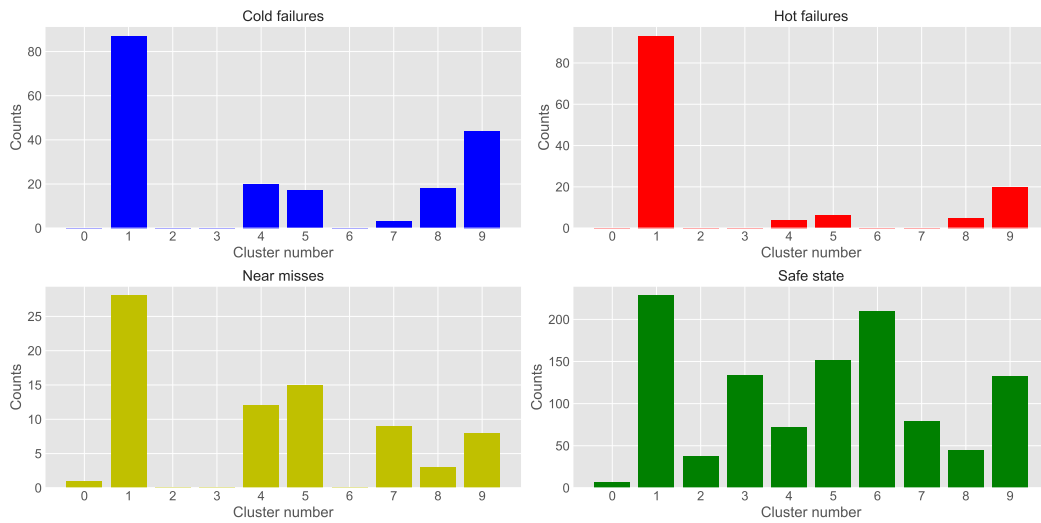 Cold failures
80
60
40
20
0
Counts
0 1 2 3 4 5 6 7 8 9
Cluster number
Hot failures
80
60
40
20
0
Counts
0 1 2 3 4 5 6 7 8 9
Cluster number
Near misses
25
20
15
10
5
0
Counts
0 1 2 3 4 5 6 7 8 9
Cluster number
Safe state
200
150
100
50
0
Counts
0 1 2 3 4 5 6 7 8 9
Cluster number